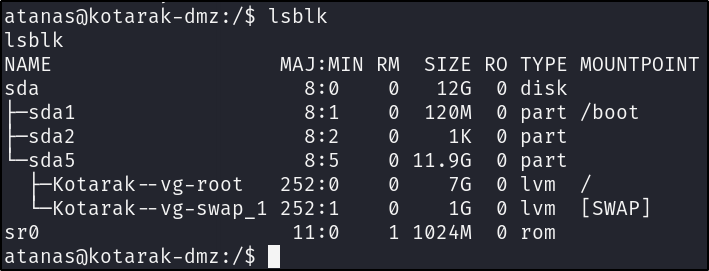 atanas@kotarak-dmz:/$ lsblk
lsblk
NAME                  MAJ:MIN RM  SIZE RO TYPE MOUNTPOINT
sda                     8:0    0   12G  0 disk
├─sda1                  8:1    0  120M  0 part /boot
├─sda2                  8:2    0    1K  0 part
└─sda5                  8:5    0 11.9G  0 part
  ├─Kotarak--vg-root   252:0    0    7G  0 lvm  /
  └─Kotarak--vg-swap_1 252:1    0    1G  0 lvm  [SWAP]
sr0                    11:0    1 1024M  0 rom
atanas@kotarak-dmz:/$